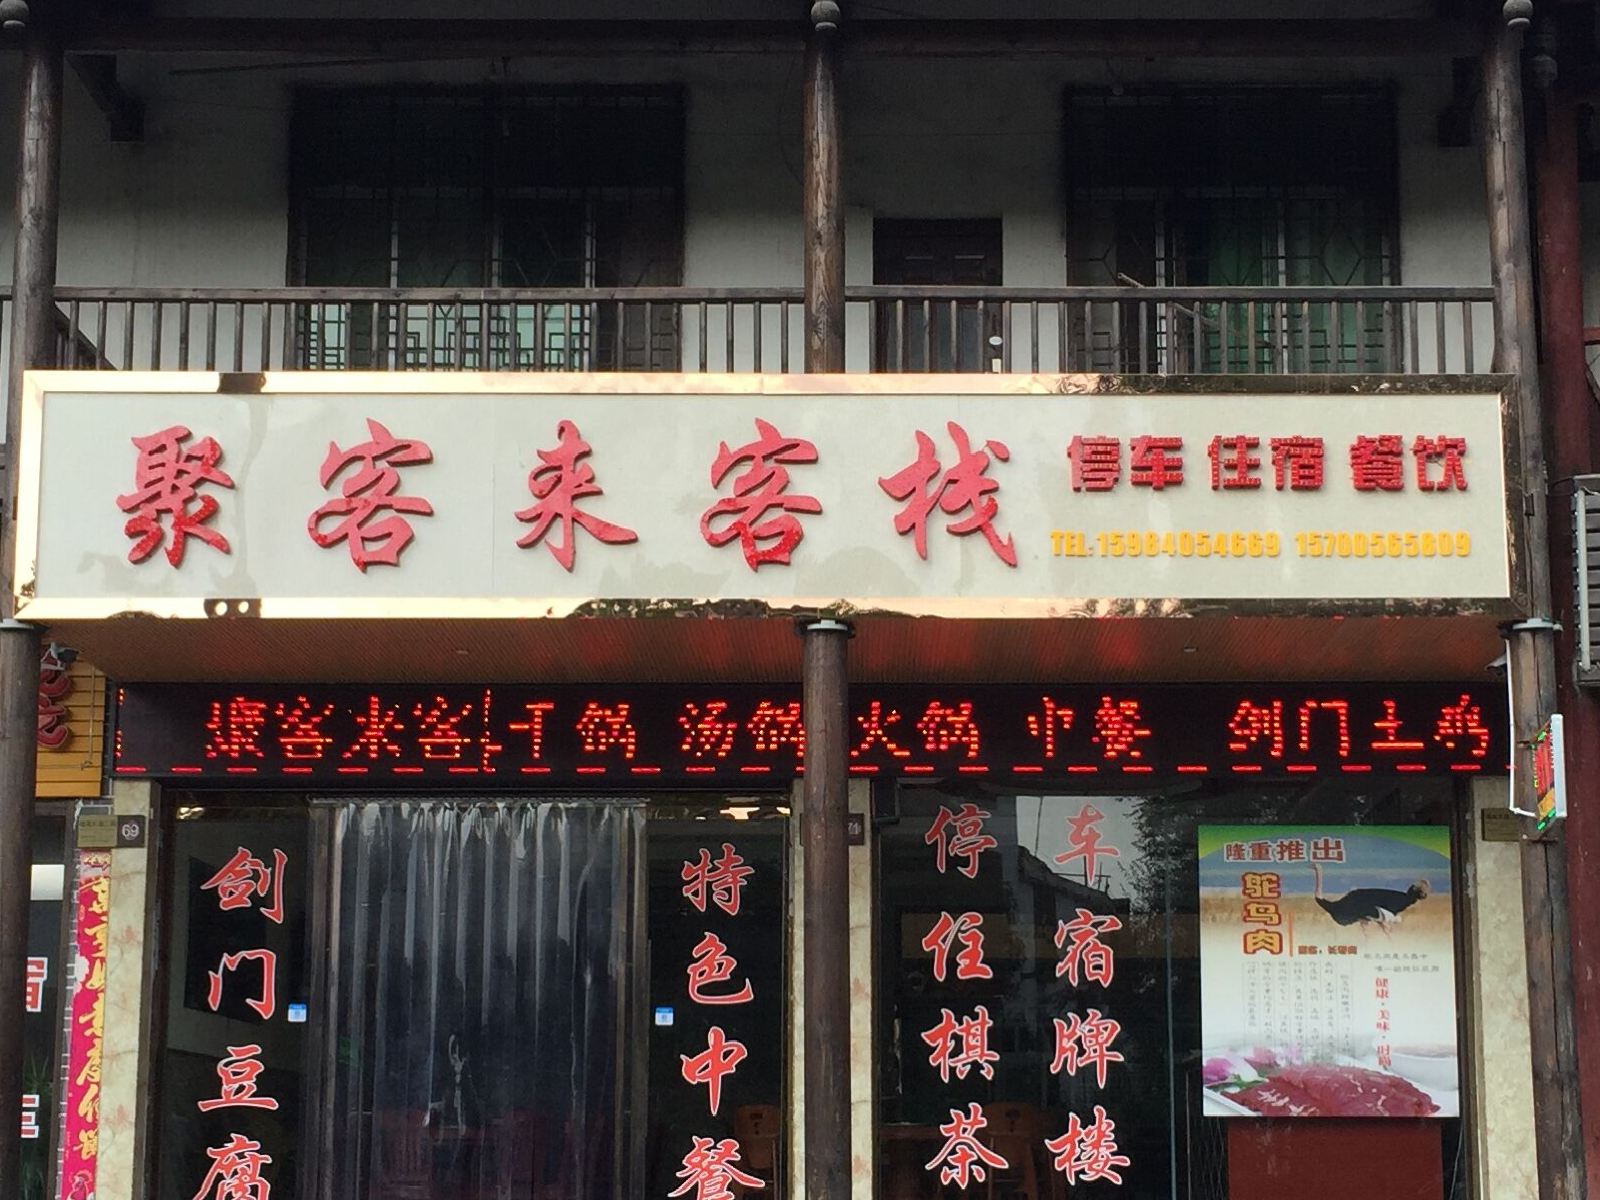 聚客来客栈
停车 住宿 餐饮
TEL:15984054669 15700565809
聚客来客 干锅 汤锅 火锅 中餐 剑门土鸡
69
剑门豆腐
特色中餐
停车
住宿
棋牌
茶楼
隆重推出
鸵鸟肉
健康·美味·时尚